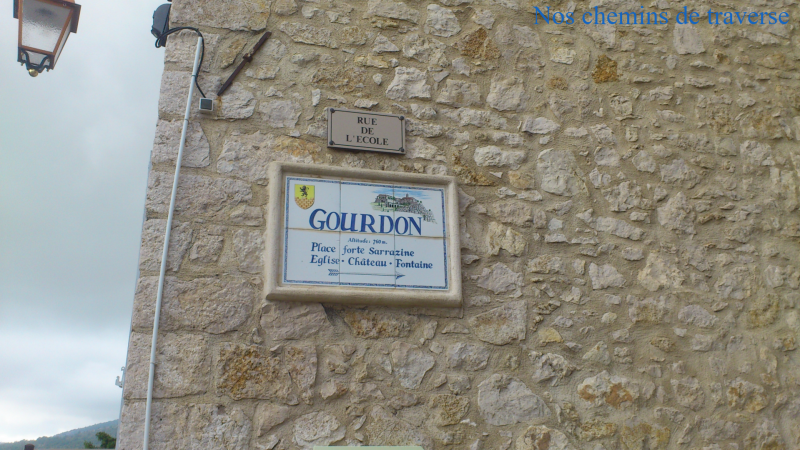 Nos chemins de traverse
RUE
DE
L'ECOLE
GOURDON
Altitude: 760 m.
Place forte Sarrazine
Eglise · Château · Fontaine